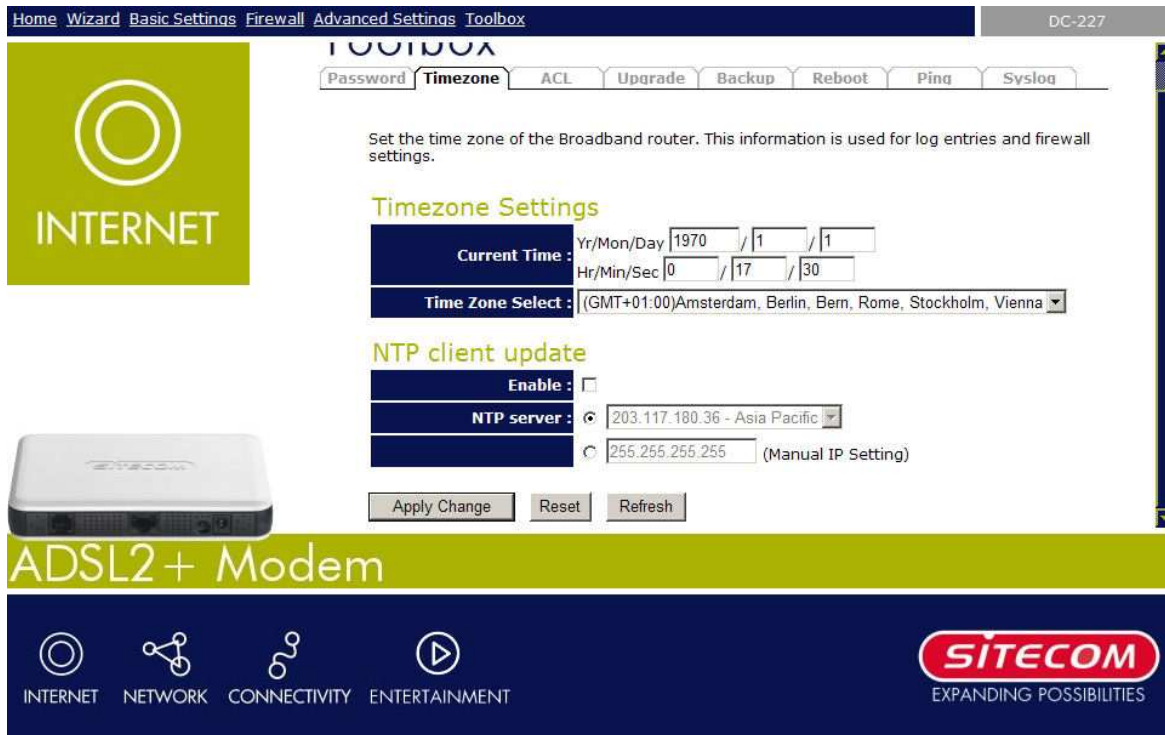 Home Wizard Basic Settings Firewall Advanced Settings Toolbox
DC-227
Toolbox
Password Timezone ACL Upgrade Backup Reboot Ping Syslog
Set the time zone of the Broadband router. This information is used for log entries and firewall
settings.
INTERNET
Timezone Settings
Current Time : Yr/Mon/Day 1970 / 1 / 1
Hr/Min/Sec 0 / 17 / 30
Time Zone Select : (GMT+01:00)Amsterdam, Berlin, Bern, Rome, Stockholm, Vienna
NTP client update
Enable :
NTP server : 203.117.180.36 - Asia Pacific
255.255.255.255 (Manual IP Setting)
Apply Change Reset Refresh
SITECOM
ADSL2+ Modem
INTERNET NETWORK CONNECTIVITY ENTERTAINMENT
SITECOM
EXPANDING POSSIBILITIES